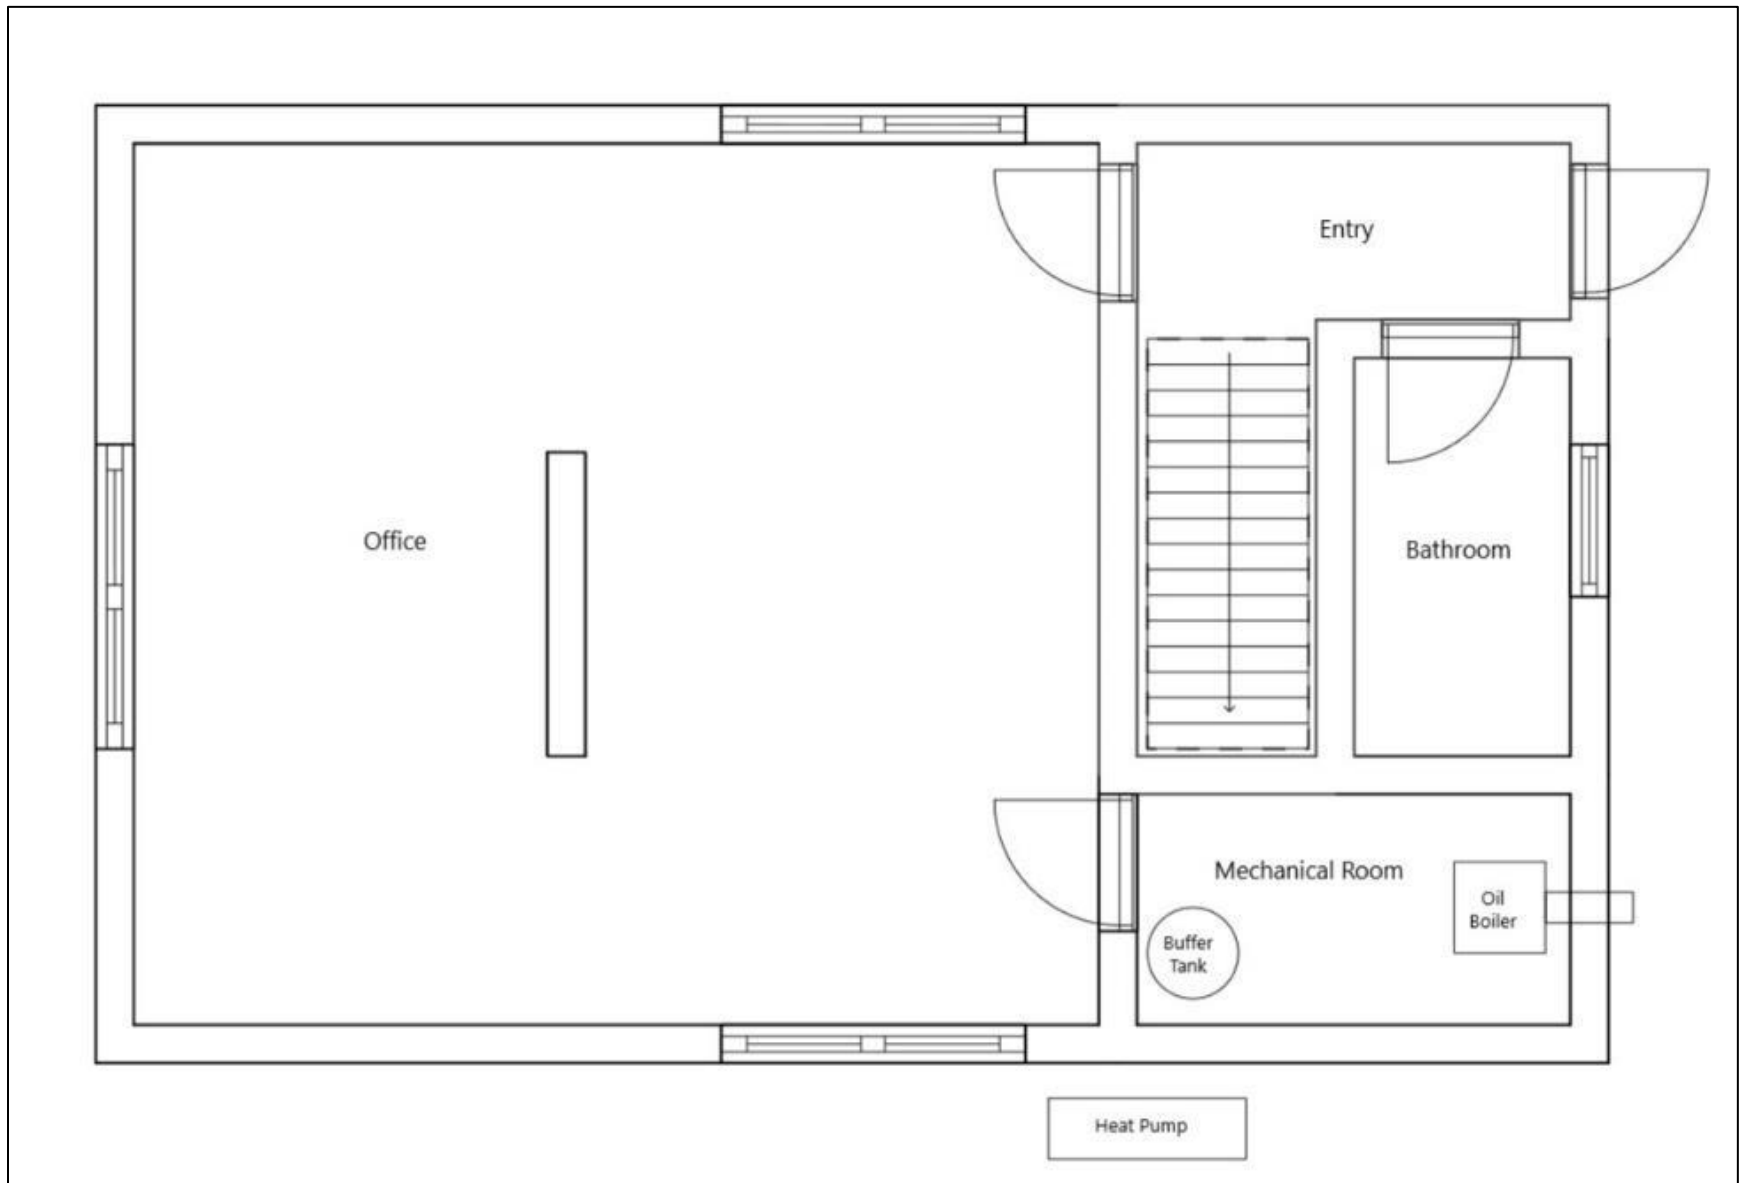 Entry
Office
Bathroom
Mechanical Room
Oil
Boiler
Buffer
Tank
Heat Pump